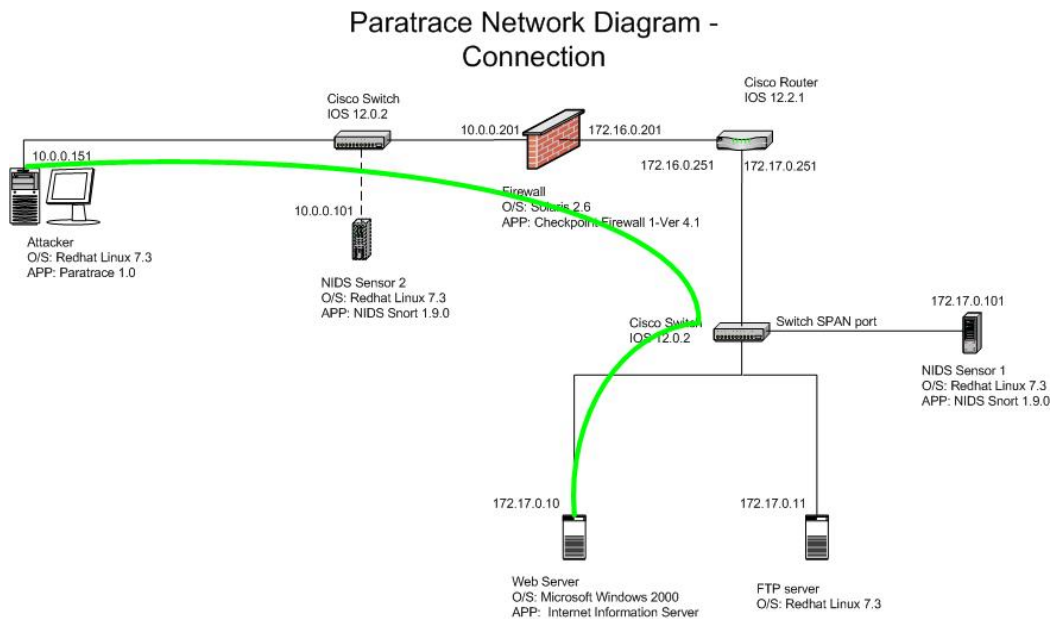 Paratrace Network Diagram -
Connection
Cisco Router
IOS 12.2.1
Cisco Switch
IOS 12.0.2
10.0.0.201
172.16.0.201
10.0.0.151
172.16.0.251
172.17.0.251
Firewall
O/S: Solaris 2.6
APP: Checkpoint Firewall 1-Ver 4.1
10.0.0.101
Attacker
O/S: Redhat Linux 7.3
APP: Paratrace 1.0
NIDS Sensor 2
O/S: Redhat Linux 7.3
APP: NIDS Snort 1.9.0
172.17.0.101
Cisco Switch
IOS 12.0.2
Switch SPAN port
NIDS Sensor 1
O/S: Redhat Linux 7.3
APP: NIDS Snort 1.9.0
172.17.0.10
172.17.0.11
Web Server
O/S: Microsoft Windows 2000
APP: Internet Information Server
FTP server
O/S: Redhat Linux 7.3